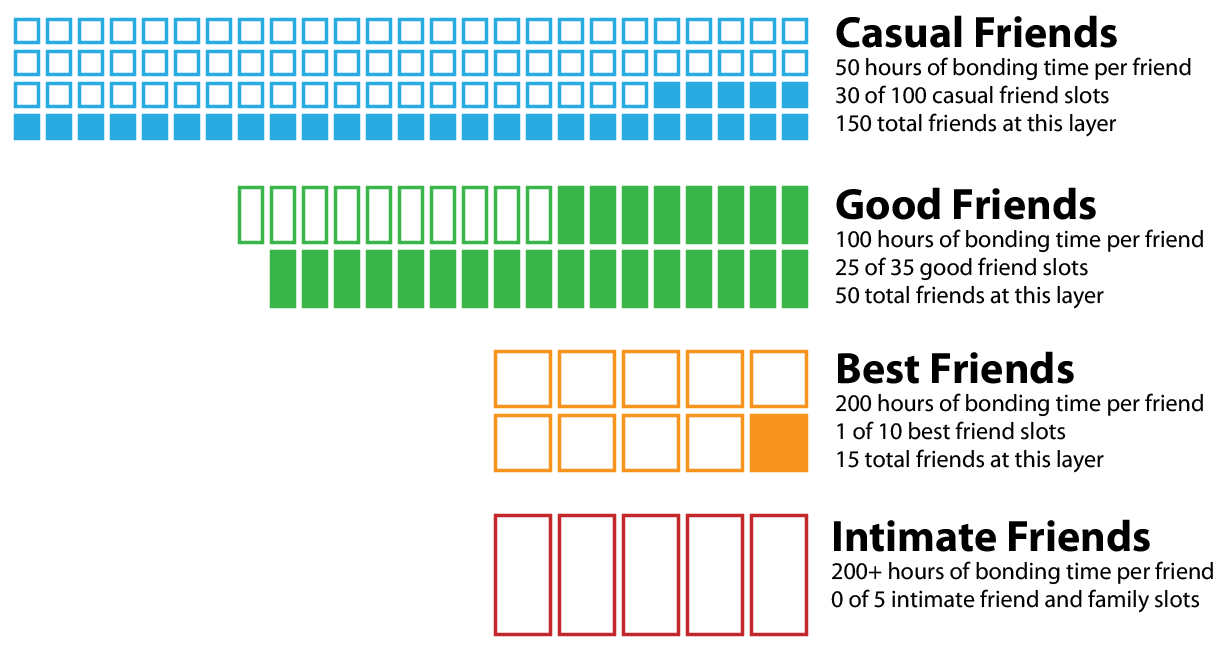 Casual Friends
50 hours of bonding time per friend
30 of 100 casual friend slots
150 total friends at this layer
Good Friends
100 hours of bonding time per friend
25 of 35 good friend slots
50 total friends at this layer
Best Friends
200 hours of bonding time per friend
1 of 10 best friend slots
15 total friends at this layer
Intimate Friends
200+ hours of bonding time per friend
0 of 5 intimate friend and family slots